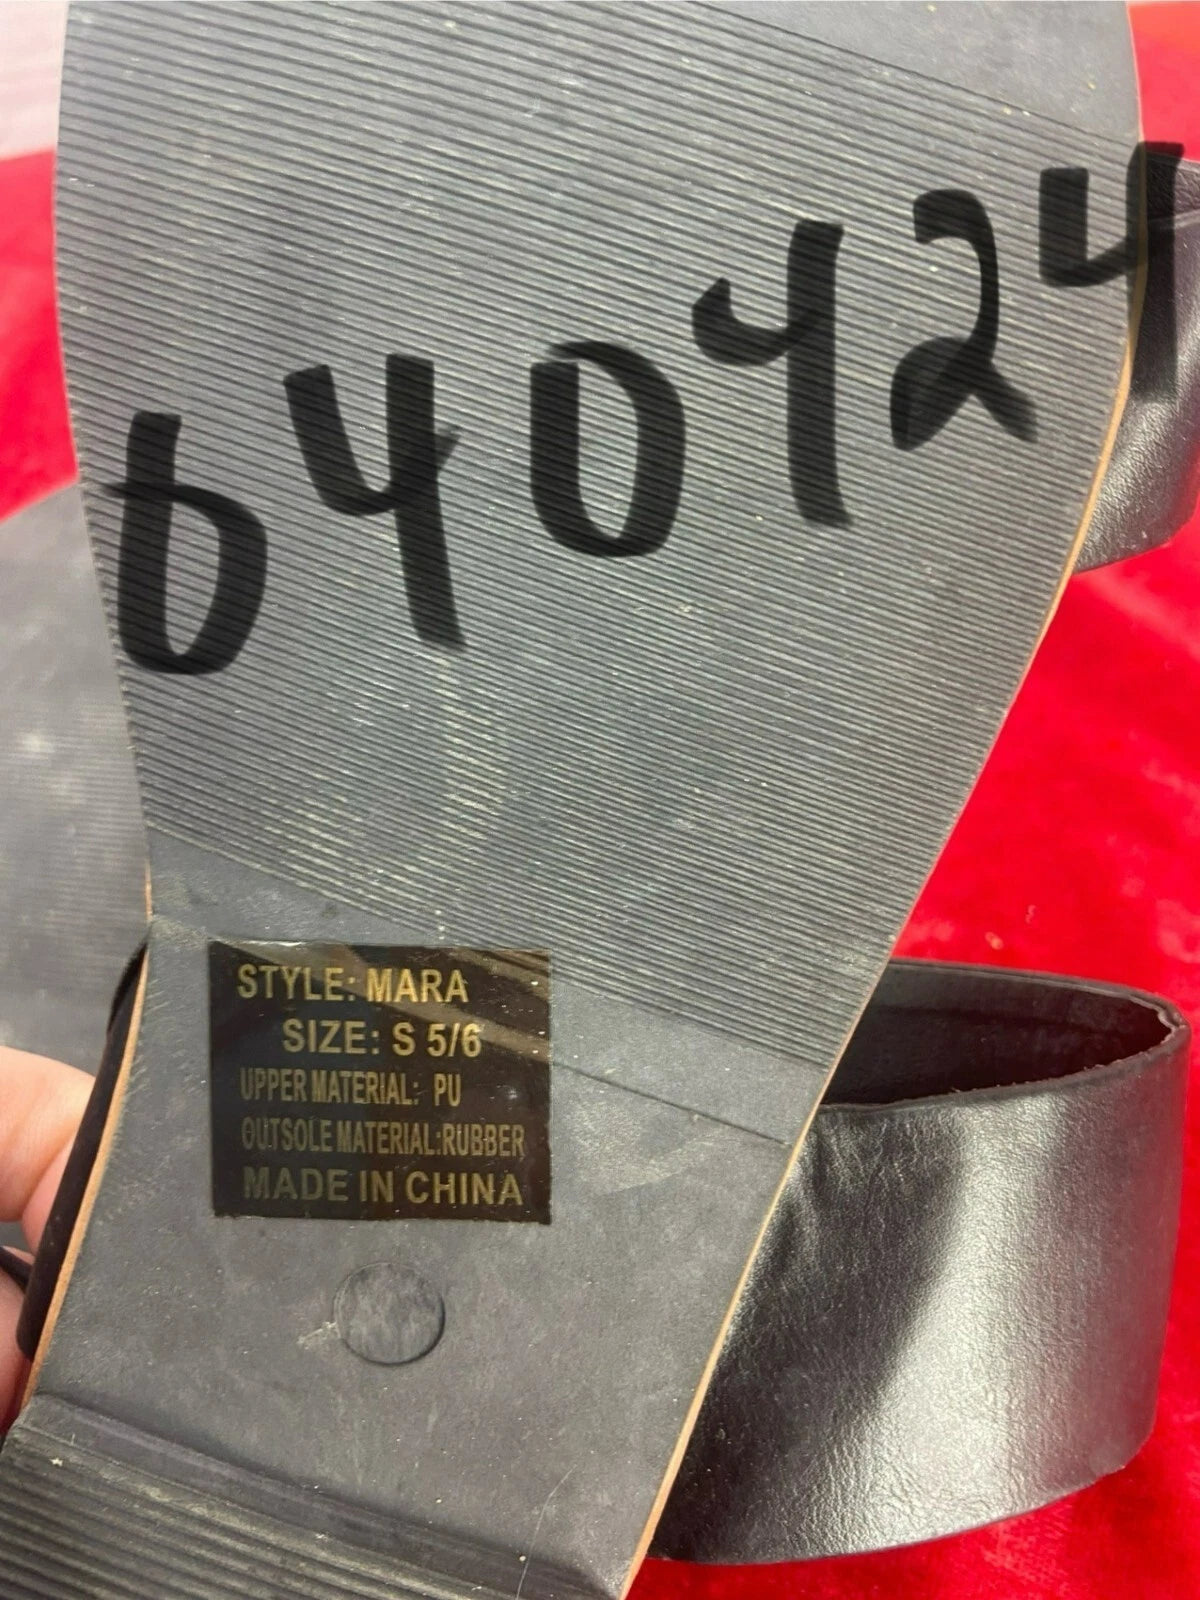 640424
STYLE: MARA
SIZE: S 5/6
UPPER MATERIAL: PU
OUTSOLE MATERIAL:RUBBER
MADE IN CHINA